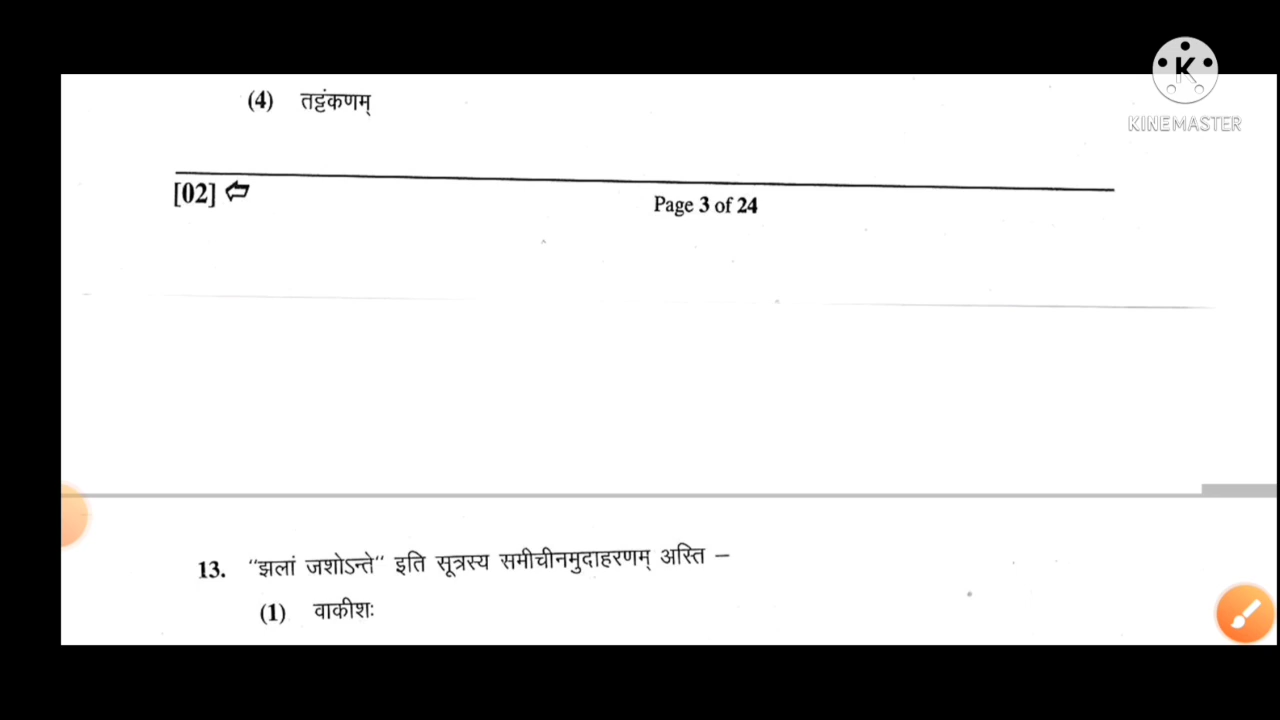 K
KINEMASTER
(4) तट्टंकणम्
[02]
Page 3 of 24
13. “झलां जशोऽन्ते“ इति सूत्रस्य समीचीनमुदाहरणम् अस्ति –
(1) वाकीशः